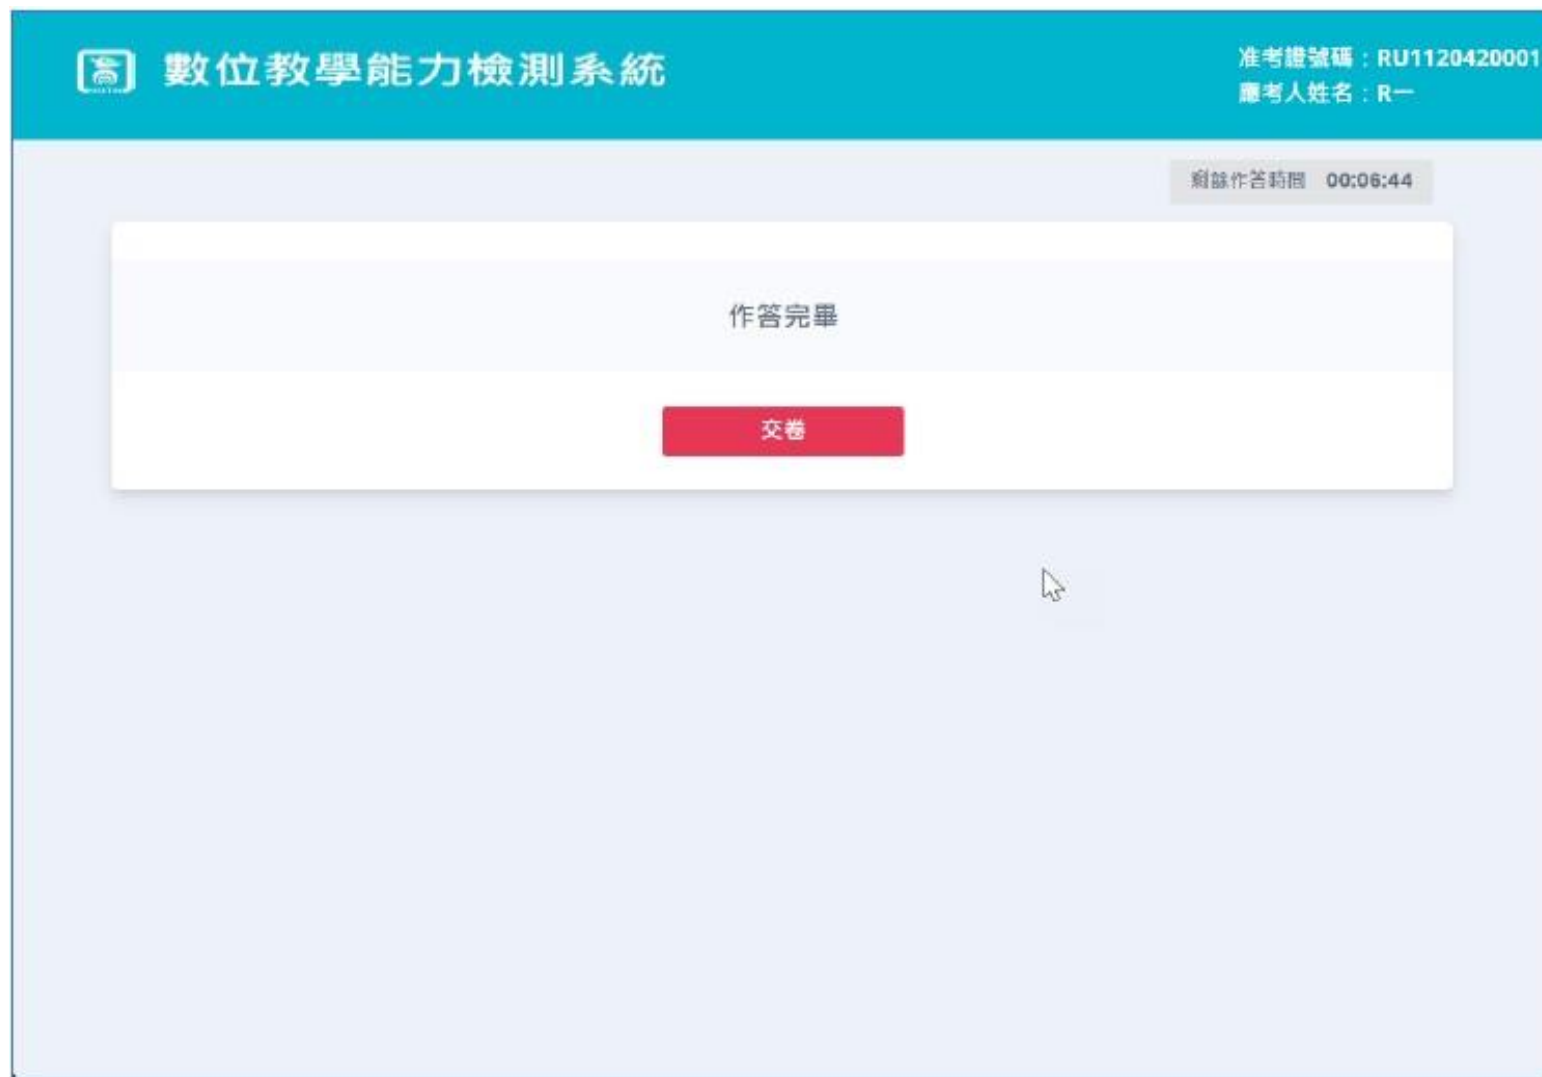 數位教學能力檢測系統
准考證號碼：RU1120420001
應考人姓名：R一
剩餘作答時間 00:06:44
作答完畢
交卷